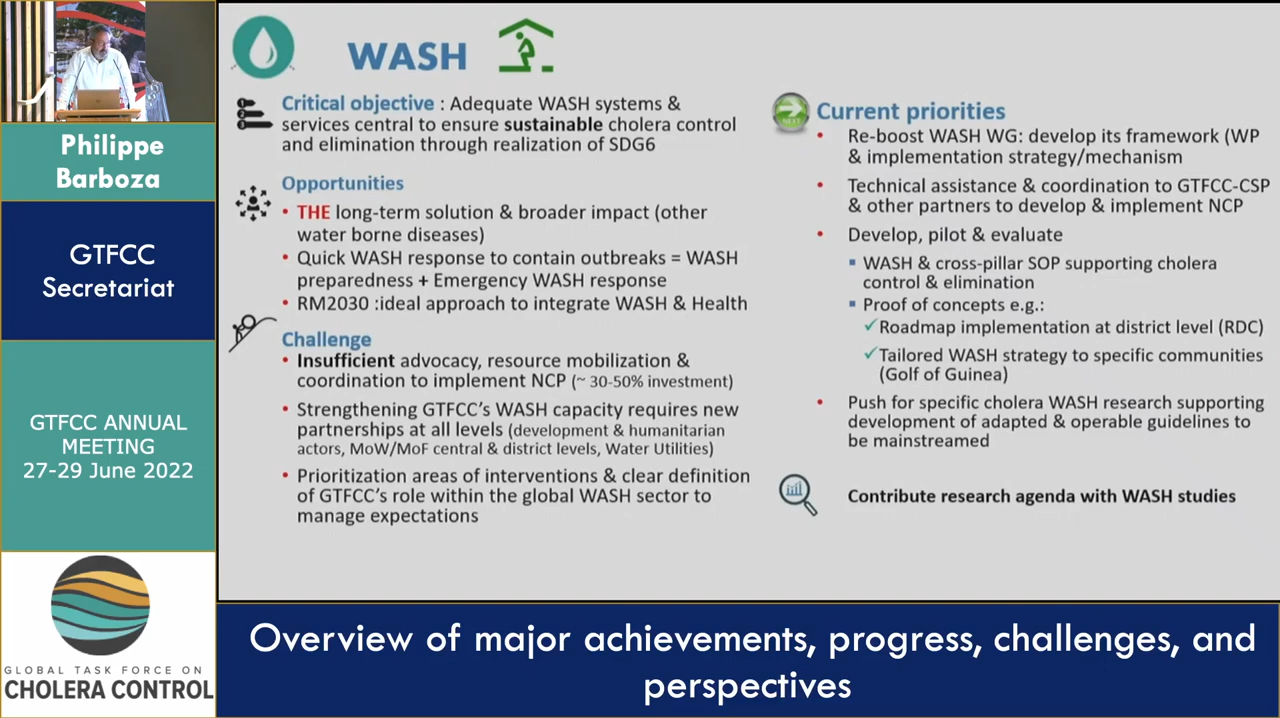 Philippe
Barboza
GTFCC
Secretariat
GTFCC ANNUAL
MEETING
27-29 June 2022
GLOBAL TASK FORCE ON
CHOLERA CONTROL
WASH
Critical objective : Adequate WASH systems &
services central to ensure sustainable cholera control
and elimination through realization of SDG6
Opportunities
• THE long-term solution & broader impact (other
water borne diseases)
• Quick WASH response to contain outbreaks = WASH
preparedness + Emergency WASH response
• RM2030 :ideal approach to integrate WASH & Health
Challenge
• Insufficient advocacy, resource mobilization &
coordination to implement NCP (~ 30-50% investment)
• Strengthening GTFCC's WASH capacity requires new
partnerships at all levels (development & humanitarian
actors, MoW/MoF central & district levels, Water Utilities)
• Prioritization areas of interventions & clear definition
of GTFCC's role within the global WASH sector to
manage expectations
NEXT
Current priorities
• Re-boost WASH WG: develop its framework (WP
& implementation strategy/mechanism
• Technical assistance & coordination to GTFCC-CSP
& other partners to develop & implement NCP
• Develop, pilot & evaluate
▪ WASH & cross-pillar SOP supporting cholera
control & elimination
▪ Proof of concepts e.g.:
✓Roadmap implementation at district level (RDC)
✓Tailored WASH strategy to specific communities
(Golf of Guinea)
• Push for specific cholera WASH research supporting
development of adapted & operable guidelines to
be mainstreamed
Contribute research agenda with WASH studies
Overview of major achievements, progress, challenges, and
perspectives